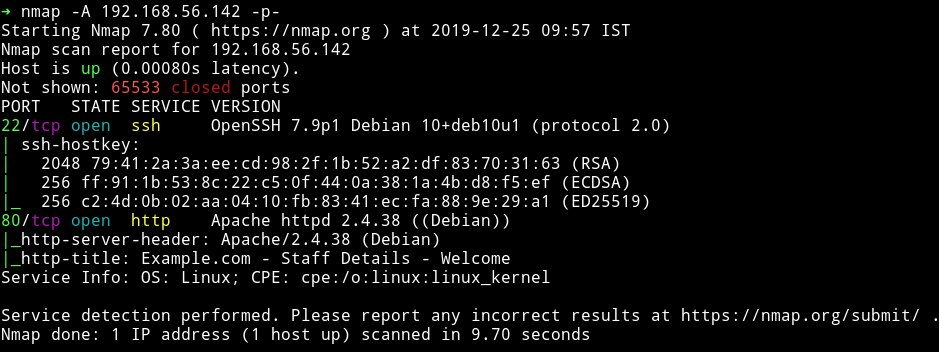 ➜ nmap -A 192.168.56.142 -p-
Starting Nmap 7.80 ( https://nmap.org ) at 2019-12-25 09:57 IST
Nmap scan report for 192.168.56.142
Host is up (0.00080s latency).
Not shown: 65533 closed ports
PORT   STATE SERVICE VERSION
22/tcp open  ssh     OpenSSH 7.9p1 Debian 10+deb10u1 (protocol 2.0)
| ssh-hostkey:
|   2048 79:41:2a:3a:ee:cd:98:2f:1b:52:a2:df:83:70:31:63 (RSA)
|   256 ff:91:1b:53:8c:22:c5:0f:44:0a:38:1a:4b:d8:f5:ef (ECDSA)
|_  256 c2:4d:0b:02:aa:04:10:fb:83:41:ec:fa:88:9e:29:a1 (ED25519)
80/tcp open  http    Apache httpd 2.4.38 ((Debian))
|_http-server-header: Apache/2.4.38 (Debian)
|_http-title: Example.com - Staff Details - Welcome
Service Info: OS: Linux; CPE: cpe:/o:linux:linux_kernel
Service detection performed. Please report any incorrect results at https://nmap.org/submit/ .
Nmap done: 1 IP address (1 host up) scanned in 9.70 seconds